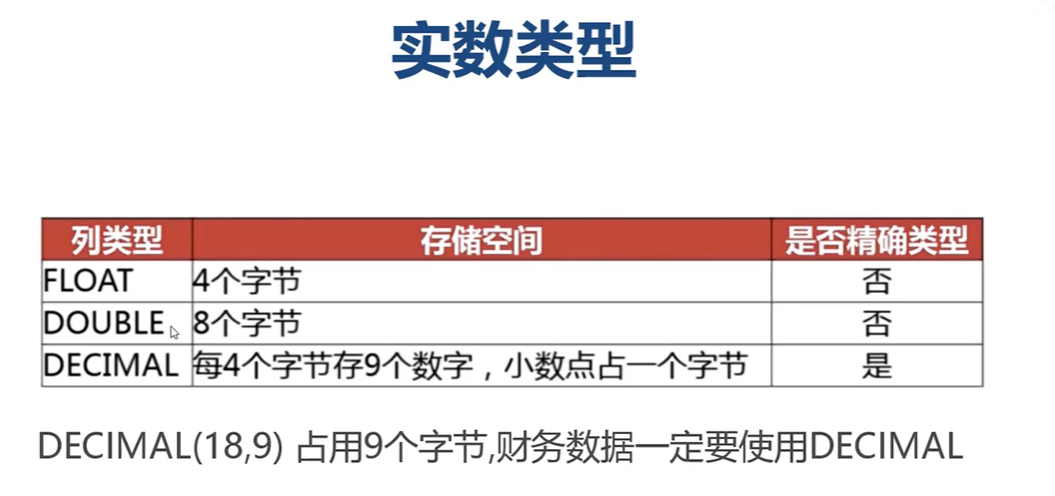 实数类型
列类型 存储空间 是否精确类型
FLOAT 4个字节 否
DOUBLE 8个字节 否
DECIMAL 每4个字节存9个数字，小数点占一个字节 是
DECIMAL(18,9) 占用9个字节,财务数据一定要使用DECIMAL